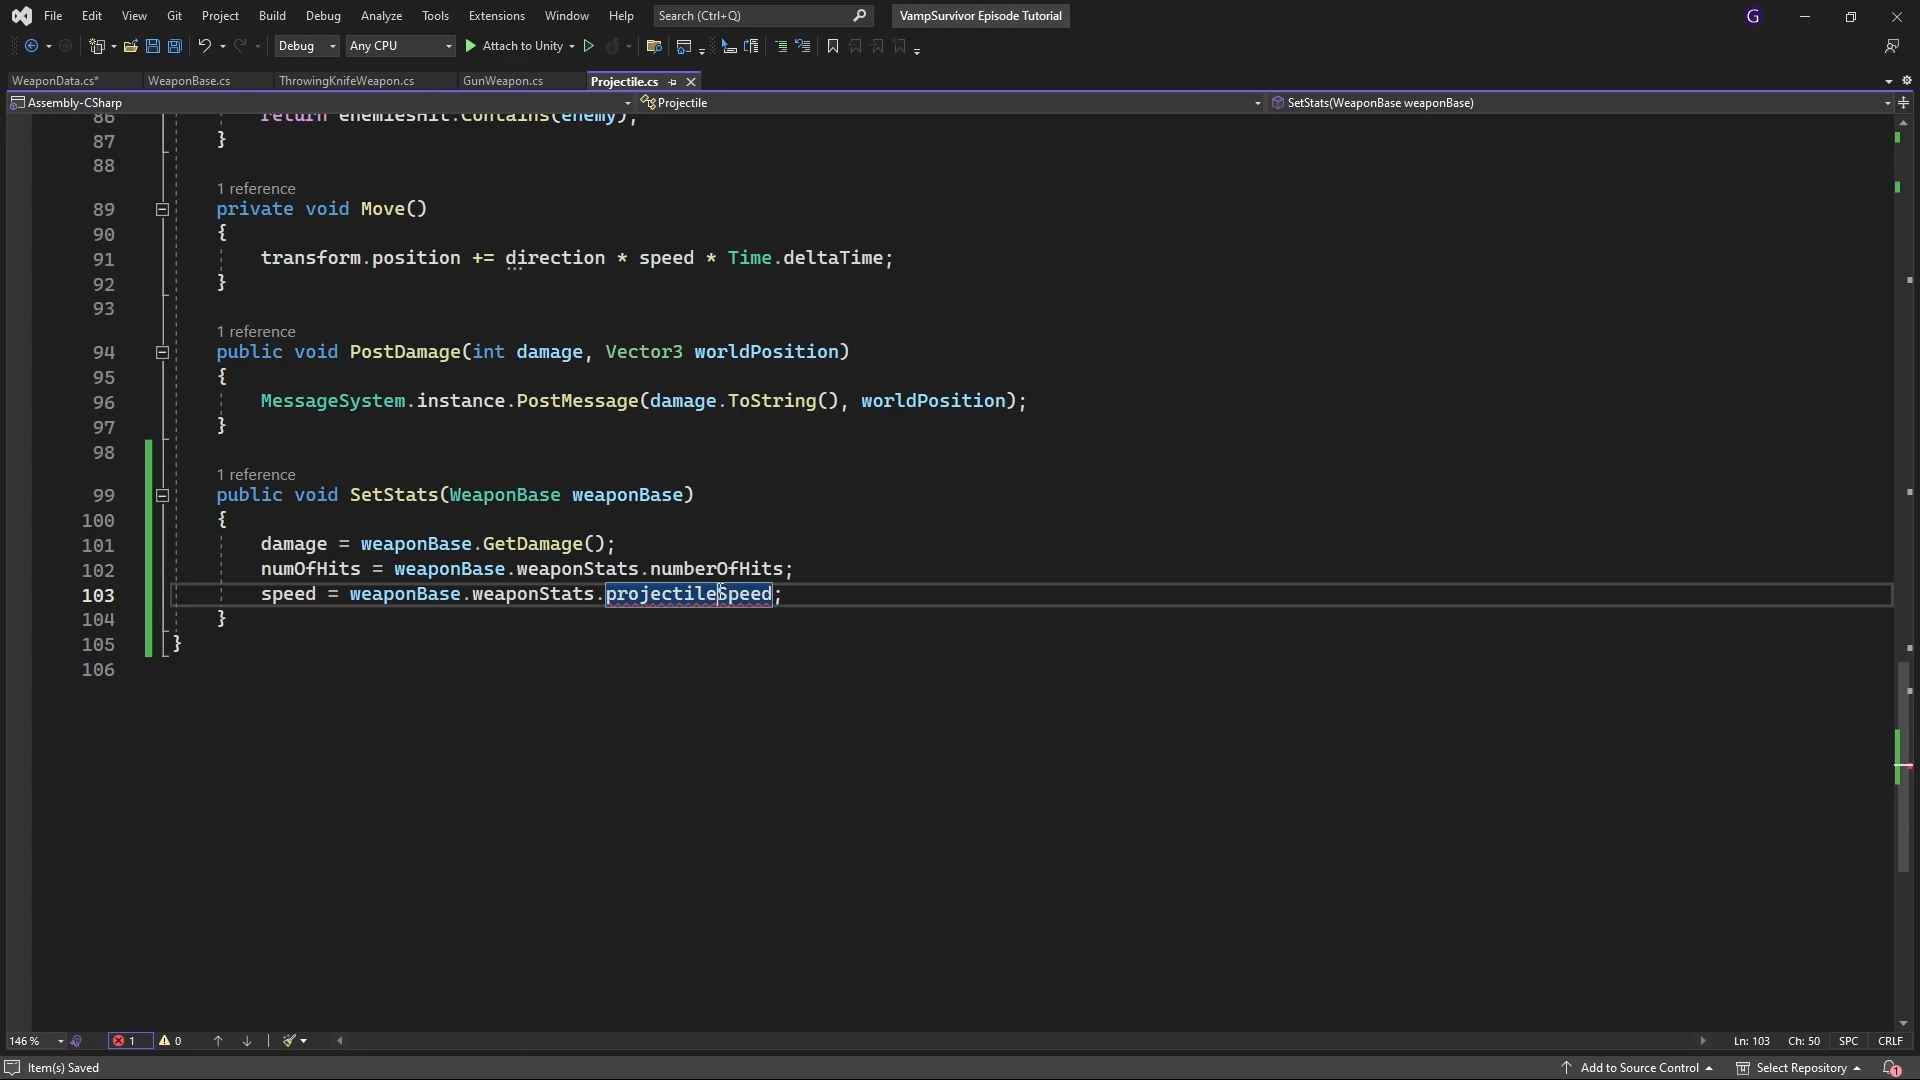 File Edit View Git Project Build Debug Analyze Tools Extensions Window Help Search (Ctrl+Q) VampSurvivor Episode Tutorial G
Debug Any CPU Attach to Unity
WeaponData.cs* WeaponBase.cs ThrowingKnifeWeapon.cs GunWeapon.cs Projectile.cs
Assembly-CSharp Projectile SetStats(WeaponBase weaponBase)
86 return enemiesHit.Contains(enemy);
87 }
88
1 reference
89 private void Move()
90 {
91 transform.position += direction * speed * Time.deltaTime;
92 }
93
1 reference
94 public void PostDamage(int damage, Vector3 worldPosition)
95 {
96 MessageSystem.instance.PostMessage(damage.ToString(), worldPosition);
97 }
98
1 reference
99 public void SetStats(WeaponBase weaponBase)
100 {
101 damage = weaponBase.GetDamage();
102 numOfHits = weaponBase.weaponStats.numberOfHits;
103 speed = weaponBase.weaponStats.projectileSpeed;
104 }
105 }
106
146 % 1 0 Ln: 103 Ch: 50 SPC CRLF
Item(s) Saved Add to Source Control Select Repository 1